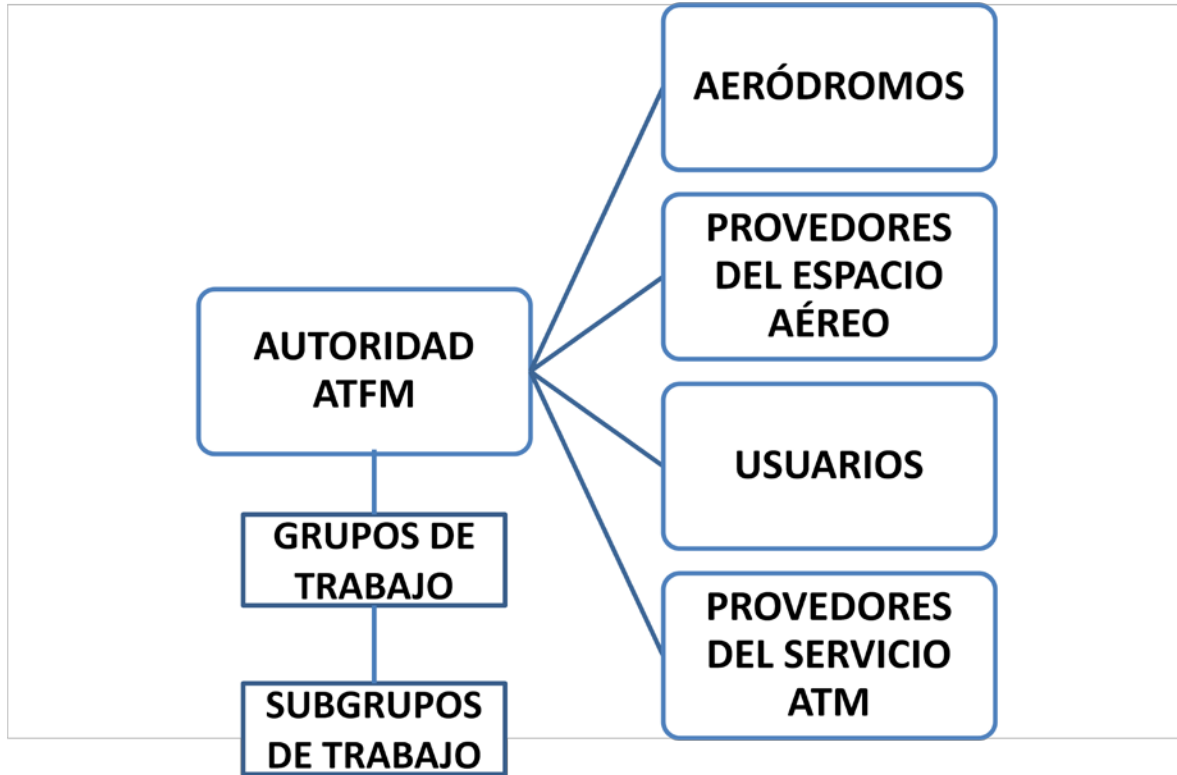 AERÓDROMOS
PROVEDORES
DEL ESPACIO
AÉREO
AUTORIDAD
ATFM
USUARIOS
GRUPOS DE
TRABAJO
PROVEDORES
DEL SERVICIO
ATM
SUBGRUPOS
DE TRABAJO